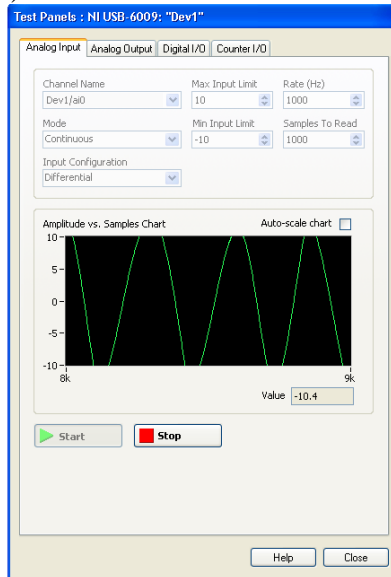 )
Test Panels : NI USB-6009: "Dev1"
Analog Input Analog Output Digital I/O Counter I/O
Channel Name Max Input Limit Rate (Hz)
Dev1/ai0 10 1000
Mode Min Input Limit Samples To Read
Continuous -10 1000
Input Configuration
Differential
Amplitude vs. Samples Chart Auto-scale chart
10
5
0
-5
-10
8k 9k
Value -10.4
Start Stop
Help Close